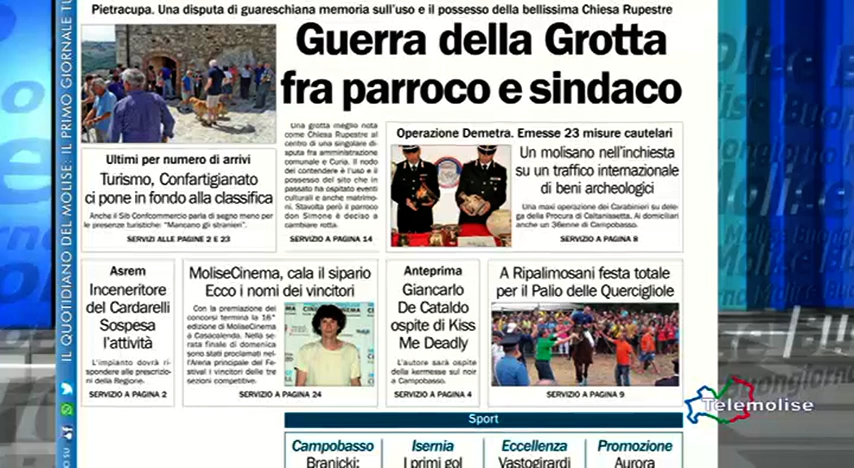 Pietracupa. Una disputa di guareschiana memoria sull'uso e il possesso della bellissima Chiesa Rupestre
Guerra della Grotta
fra parroco e sindaco
Una grotta meglio nota
come Chiesa Rupestre al
centro di una singolare di-
sputa fra amministrazione
comunale e Curia. Il nodo
del contendere è l'uso e il
possesso del sito che in
passato ha ospitato eventi
culturali e anche matrimo-
ni. Stavolta però il parroco
don Simone è deciso a
cambiare rotta.
SERVIZIO A PAGINA 14
Ultimi per numero di arrivi
Turismo, Confartigianato
ci pone in fondo alla classifica
Anche il Sib Confcommercio parla di segno meno per
le presenze turistiche: "Mancano gli stranieri".
SERVIZI ALLE PAGINE 2 E 23
Operazione Demetra. Emesse 23 misure cautelari
Un molisano nell'inchiesta
su un traffico internazionale
di beni archeologici
Una maxi operazione dei Carabinieri su dele-
ga della Procura di Caltanissetta. Ai domiciliari
anche un 36enne di Campobasso.
SERVIZIO A PAGINA 8
Asrem
Inceneritore
del Cardarelli
Sospesa
l'attività
L'impianto dovrà ri-
spondere alle prescrizio-
ni della Regione.
SERVIZIO A PAGINA 2
MoliseCinema, cala il sipario
Ecco i nomi dei vincitori
Con la premiazione dei
concorsi termina la 16ª
edizione di MoliseCinema
a Casacalenda. Nella se-
rata finale di domenica
sono stati proclamati nel-
l'Arena principale del Fe-
stival i vincitori delle tre
sezioni competitive.
SERVIZIO A PAGINA 24
Anteprima
Giancarlo
De Cataldo
ospite di Kiss
Me Deadly
L'autore sarà ospite
della kermesse sul noir
a Campobasso.
SERVIZIO A PAGINA 4
A Ripalimosani festa totale
per il Palio delle Quercigliole
SERVIZIO A PAGINA 9
Telemolise
Sport
Campobasso
Branicki:
Isernia
I primi gol
Eccellenza
Vastogirardi
Promozione
Aurora
IL QUOTIDIANO DEL MOLISE: IL PRIMO GIORNALE TU